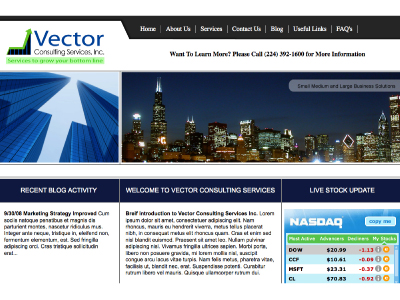 Vector
Consulting Services, Inc.
Services to grow your bottom line
Home | About Us | Services | Contact Us | Blog | Useful Links | FAQ's |
Want To Learn More? Please Call (224) 392-1600 for More Information
Small Medium and Large Business Solutions
RECENT BLOG ACTIVITY
9/30/08 Marketing Strategy Improved Cum
sociis natoque penatibus et magnis dis
parturient montes, nascetur ridiculus mus.
Integer ante neque, tristique in, eleifend non,
fermentum elementum, est. Sed fringilla
adipiscing orci. Cras tristique sollicitudin
erat...
WELCOME TO VECTOR CONSULTING SERVICES
Breif Introduction to Vector Consulting Services Inc. Lorem
ipsum dolor sit amet, consectetuer adipiscing elit. Nam
rhoncus, mauris eu hendrerit viverra, metus tellus placerat
nibh, in consequat metus dui rhoncus quam. Cras sit enim sed
nisl blandit euismod. Praesent sit amet leo. Nullam pulvinar
aliquam dui. Vivamus fringilla ultrices sapien. Morbi porta,
libero non posuere gravida, mi lorem mollis nisl, suscipit
congue arcu lacus vitae turpis. Nam felis metus, pharetra vitae,
facilisis ut, blandit nec, erat. Suspendisse potenti. Curabitur
rutrum libero vel mauris. Quisque ullamcorper rutrum dui.
LIVE STOCK UPDATE
NASDAQ
copy me
Most Active Advancers Decliners My Stocks
DOW $20.99 -1.13
CCF $10.61 -0.09
MSFT $23.31 -0.37
CL $70.83 -0.92